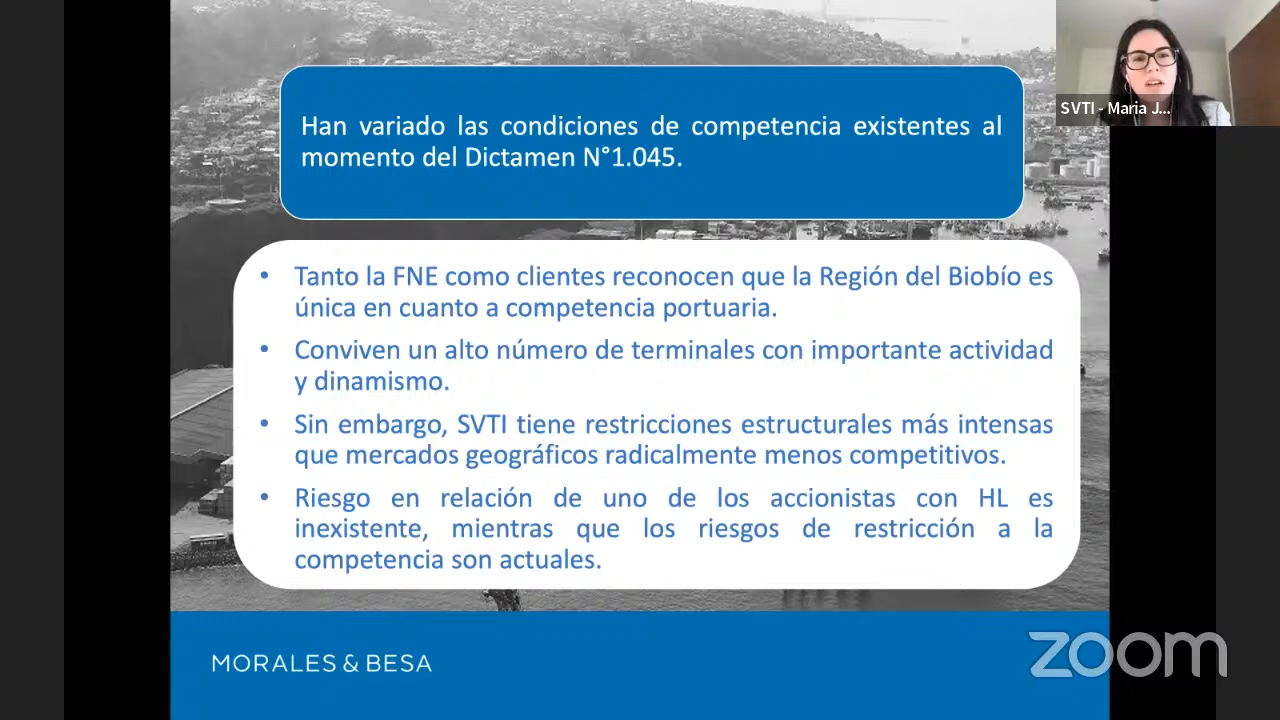 Han variado las condiciones de competencia existentes al
momento del Dictamen N°1.045.
SVTI - Maria J...
• Tanto la FNE como clientes reconocen que la Región del Biobío es
única en cuanto a competencia portuaria.
• Conviven un alto número de terminales con importante actividad
y dinamismo.
• Sin embargo, SVTI tiene restricciones estructurales más intensas
que mercados geográficos radicalmente menos competitivos.
• Riesgo en relación de uno de los accionistas con HL es
inexistente, mientras que los riesgos de restricción a la
competencia son actuales.
MORALES & BESA
zoom